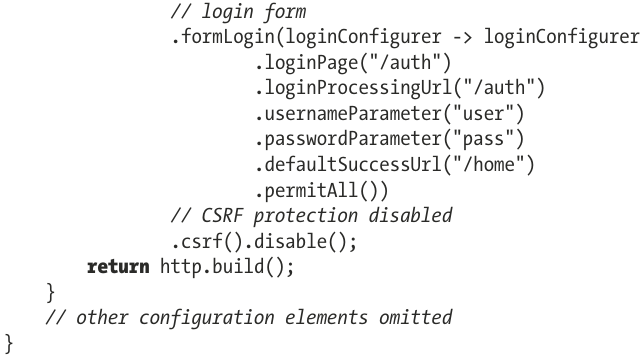 // login form
.formLogin(loginConfigurer -> loginConfigurer
.loginPage("/auth")
.loginProcessingUrl("/auth")
.usernameParameter("user")
.passwordParameter("pass")
.defaultSuccessUrl("/home")
.permitAll())
// CSRF protection disabled
.csrf().disable();
return http.build();
}
// other configuration elements omitted
}